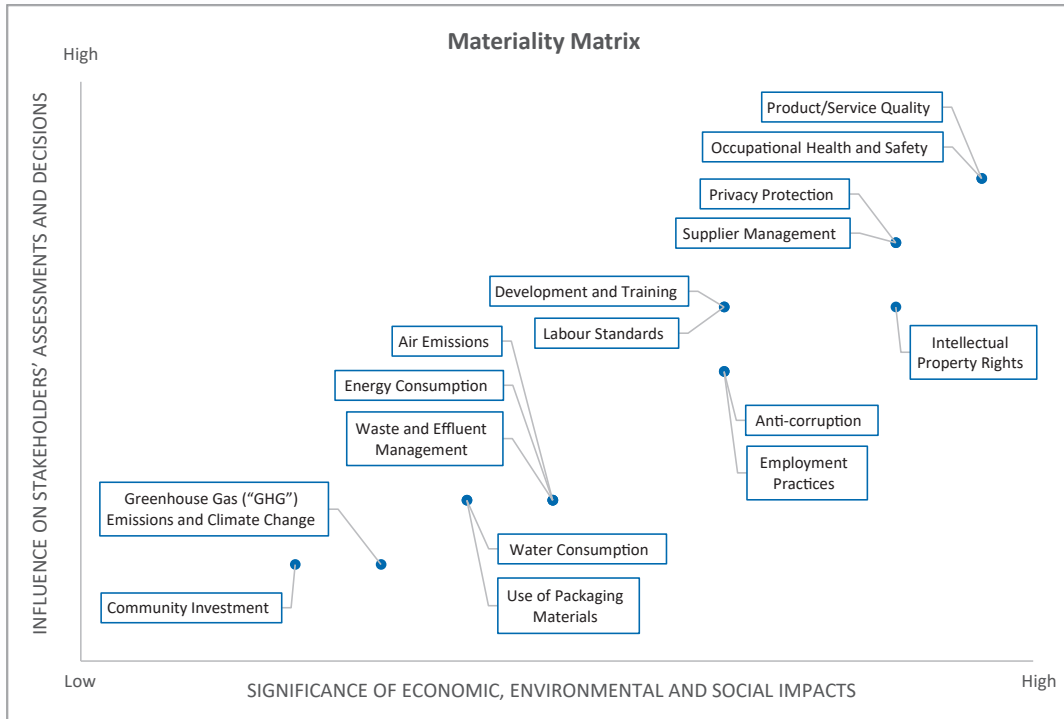 Materiality Matrix
High
INFLUENCE ON STAKEHOLDERS’ ASSESSMENTS AND DECISIONS
Product/Service Quality
Occupational Health and Safety
Privacy Protection
Supplier Management
Development and Training
Labour Standards
Air Emissions
Intellectual
Property Rights
Energy Consumption
Waste and Effluent
Management
Anti-corruption
Employment
Practices
Greenhouse Gas (“GHG”)
Emissions and Climate Change
Water Consumption
Use of Packaging
Materials
Community Investment
Low
SIGNIFICANCE OF ECONOMIC, ENVIRONMENTAL AND SOCIAL IMPACTS
High